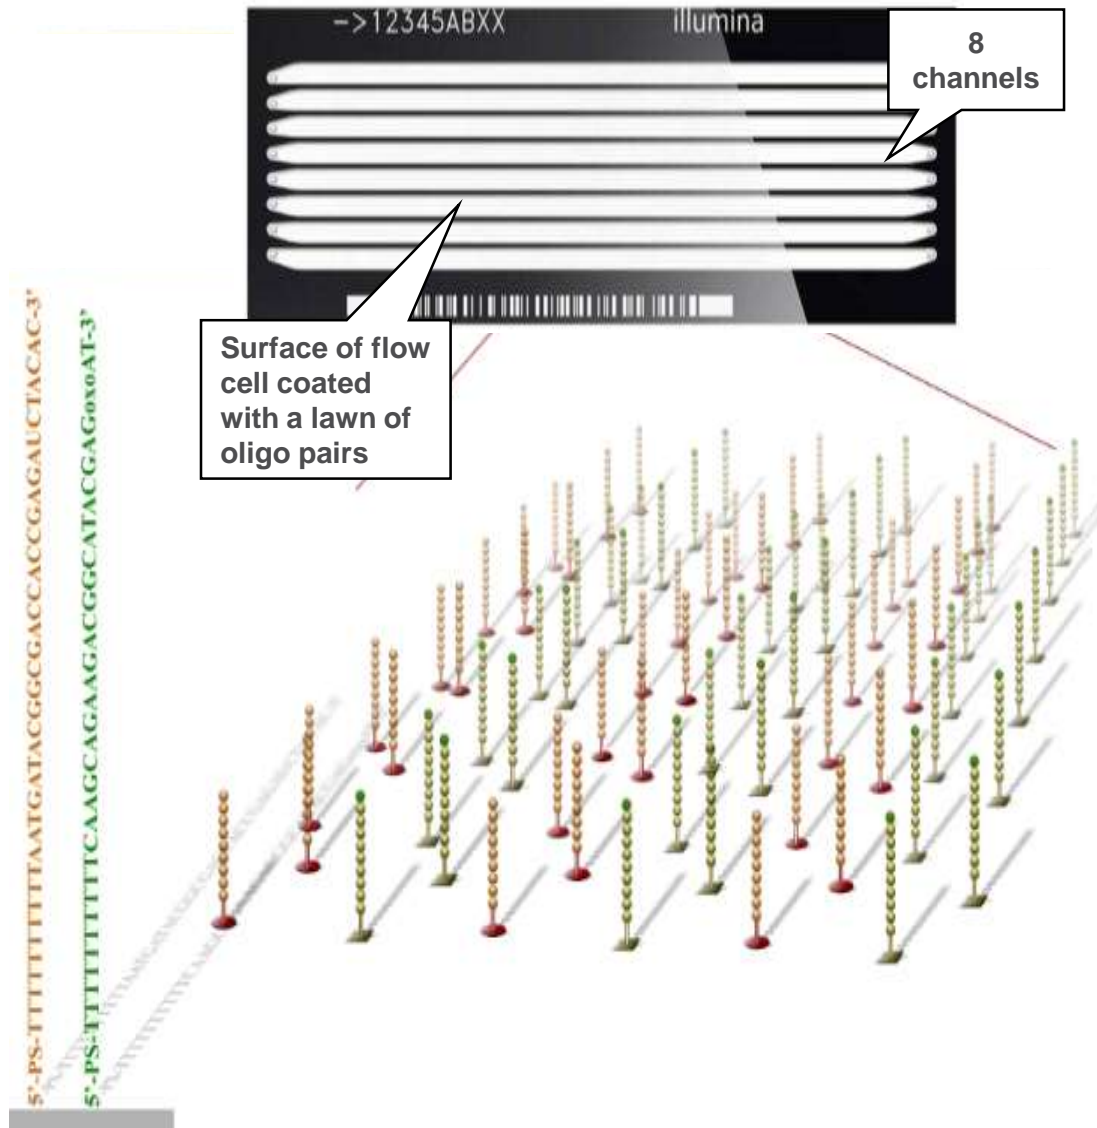 ->12345ABXX illumina
8
channels
Surface of flow
cell coated
with a lawn of
oligo pairs
5'-PS-TTTTTTTTTTAATGATACGGCGACCACCGAGAUCTACAC-3'
5'-PS-TTTTTTTTTTCAAGCAGAAGACGGCATACGAGoxoAT-3'